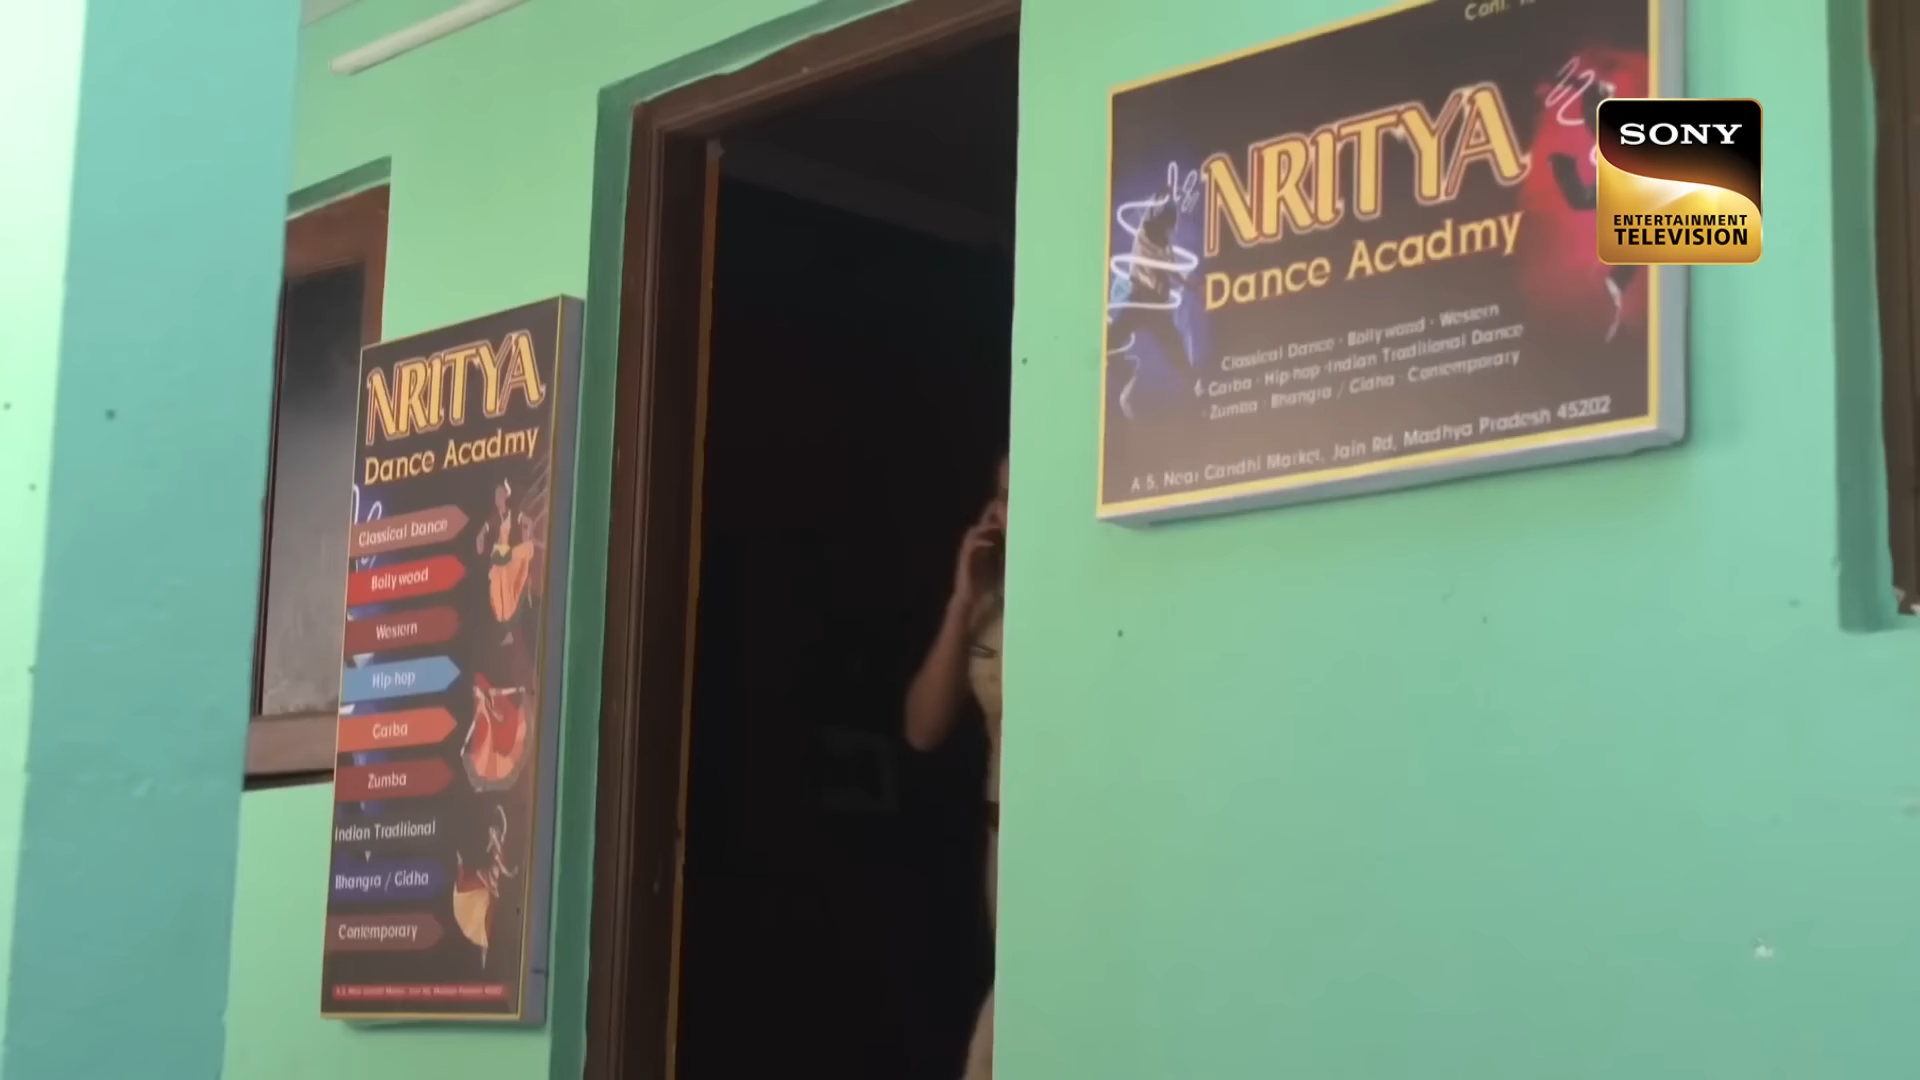 NRITYA
Dance Acadmy
Classical Dance
Bollywood
Western
Hip-hop
Garba
Zumba
Indian Traditional
Bhangra / Gidha
Contemporary
NRITYA
Dance Acadmy
Classical Dance · Bollywood · Western
Garba · Hip-hop · Indian Traditional Dance
Zumba · Bhangra / Gidha · Contemporary
A 5, Near Gandhi Market, Jain Rd, Madhya Pradesh 45202
SONY
ENTERTAINMENT
TELEVISION